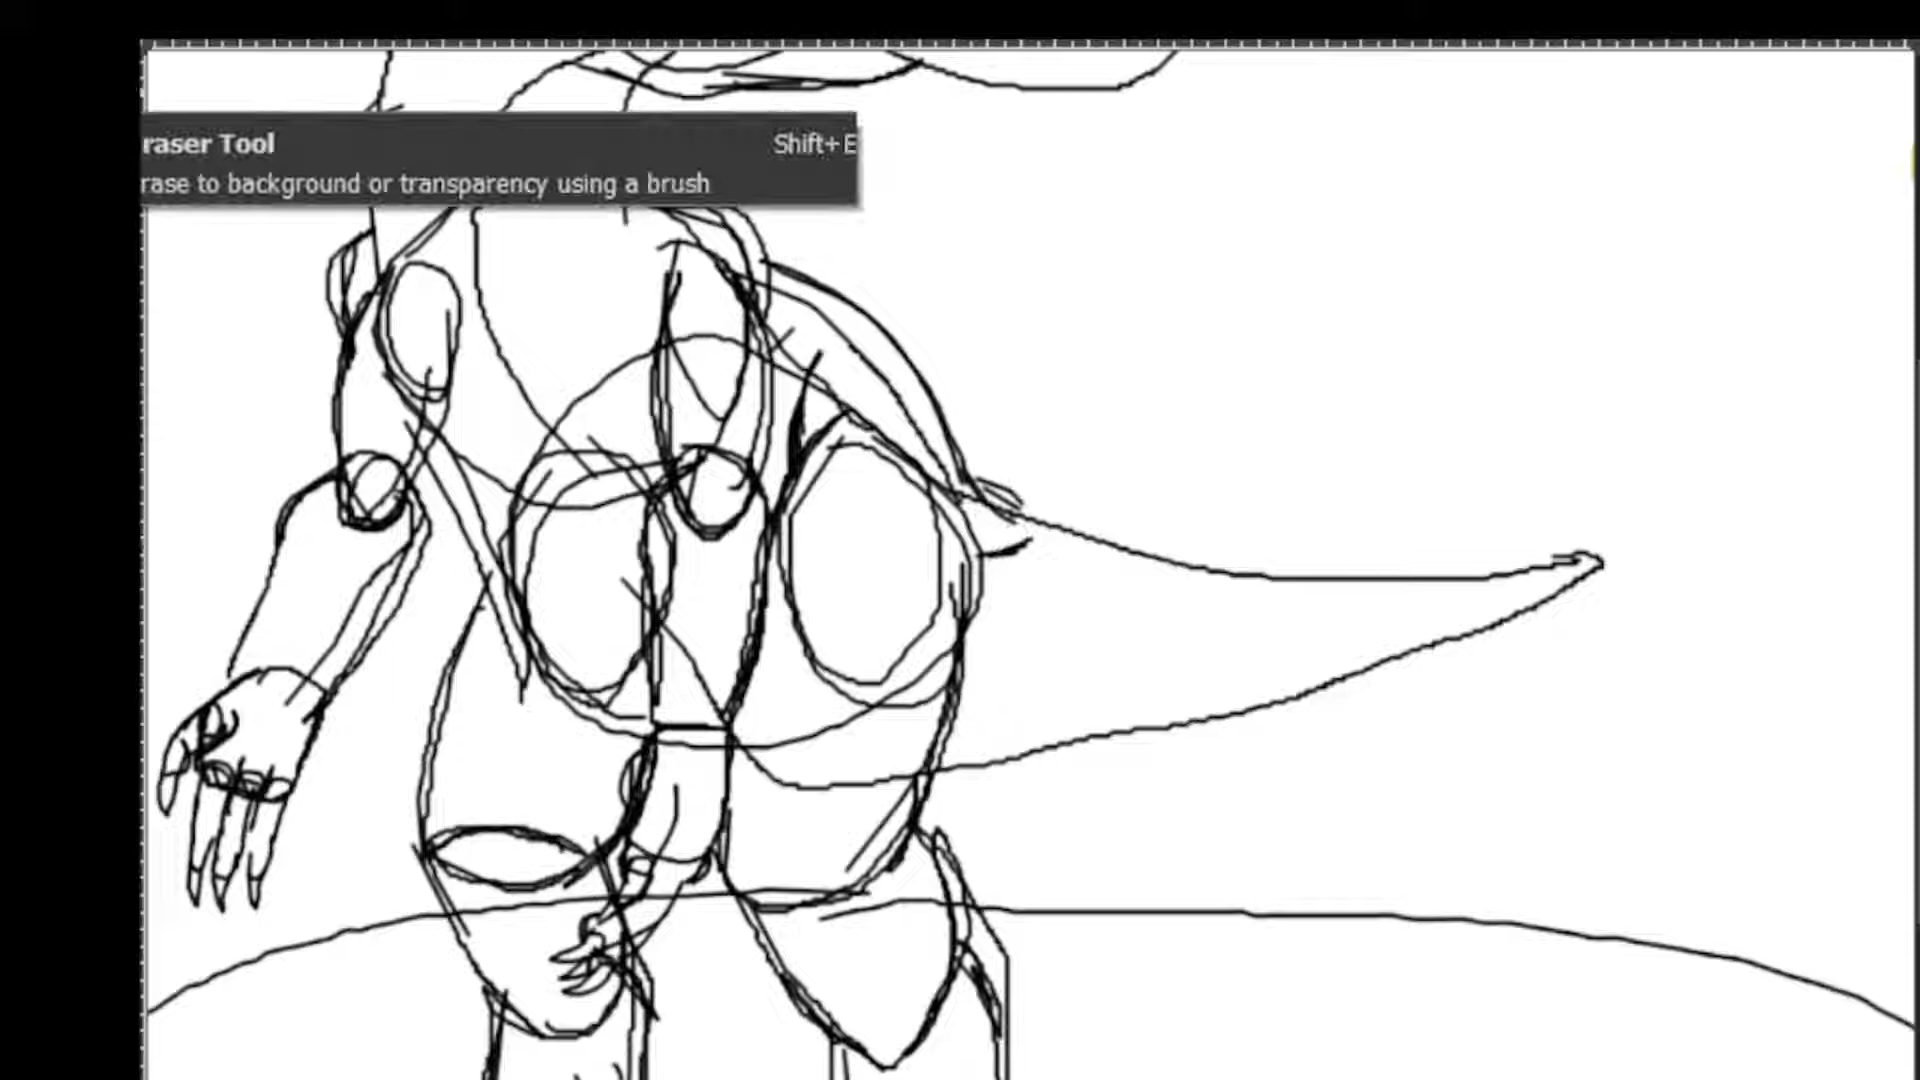 raser Tool Shift+E
rase to background or transparency using a brush